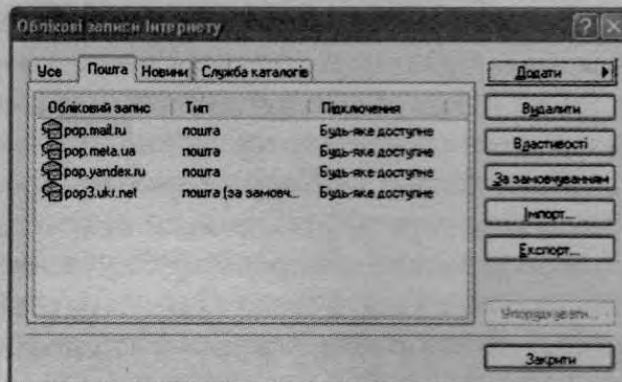 Облікові записи Інтернету
Усе Пошта Новини Служба каталогів
Обліковий запис Тип Підключення
pop.mail.ru пошта Будь-яке доступне
pop.meta.ua пошта Будь-яке доступне
pop.yandex.ru пошта Будь-яке доступне
pop3.ukr.net пошта (за замовч... Будь-яке доступне
Додати
Видалити
Властивості
За замовчуванням
Імпорт...
Експорт...
Упорядкувати...
Закрити